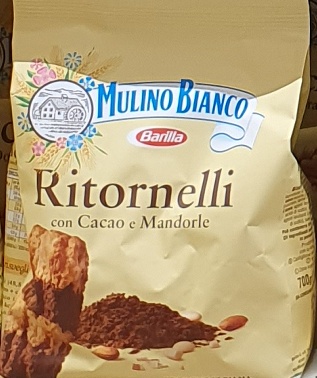 MULINO BIANCO
Barilla
Ritornelli
con Cacao e Mandorle
700g